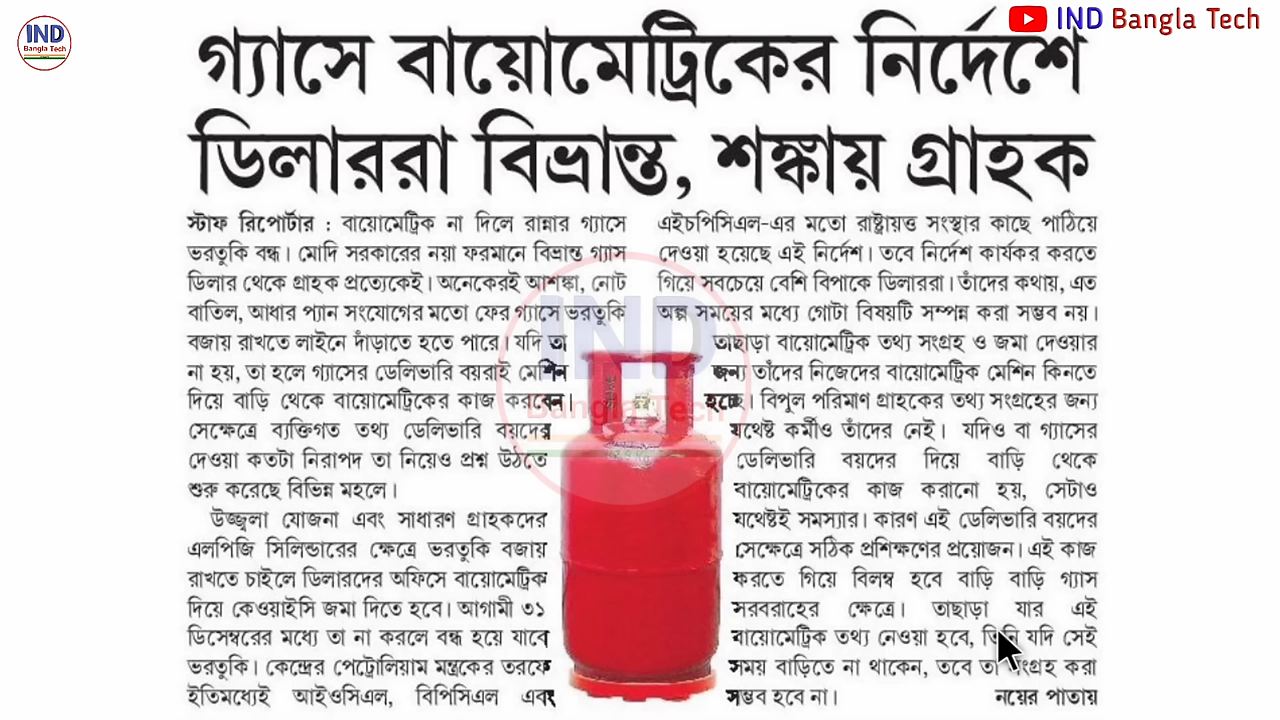 IND
Bangla Tech
IND Bangla Tech
গ্যাসে বায়োমেট্রিকের নির্দেশে
ডিলাররা বিভ্রান্ত, শঙ্কায় গ্রাহক
স্টাফ রিপোর্টার : বায়োমেট্রিক না দিলে রান্নার গ্যাসে
ভরতুকি বন্ধ। মোদি সরকারের নয়া ফরমানে বিভ্রান্ত গ্যাস
ডিলার থেকে গ্রাহক প্রত্যেকেই। অনেকেরই আশঙ্কা, নোট
বাতিল, আধার প্যান সংযোগের মতো ফের গ্যাসে ভরতুকি
বজায় রাখতে লাইনে দাঁড়াতে হতে পারে। যদি তা
না হয়, তা হলে গ্যাসের ডেলিভারি বয়রাই মেশিন
দিয়ে বাড়ি থেকে বায়োমেট্রিকের কাজ করবেন।
সেক্ষেত্রে ব্যক্তিগত তথ্য ডেলিভারি বয়দের
দেওয়া কতটা নিরাপদ তা নিয়েও প্রশ্ন উঠতে
শুরু করেছে বিভিন্ন মহলে।
উজ্জ্বলা যোজনা এবং সাধারণ গ্রাহকদের
এলপিজি সিলিন্ডারের ক্ষেত্রে ভরতুকি বজায়
রাখতে চাইলে ডিলারদের অফিসে বায়োমেট্রিক
দিয়ে কেওয়াইসি জমা দিতে হবে। আগামী ৩১
ডিসেম্বরের মধ্যে তা না করলে বন্ধ হয়ে যাবে
ভরতুকি। কেন্দ্রের পেট্রোলিয়াম মন্ত্রকের তরফে
ইতিমধ্যেই আইওসিএল, বিপিসিএল এবং
এইচপিসিএল-এর মতো রাষ্ট্রায়ত্ত সংস্থার কাছে পাঠিয়ে
দেওয়া হয়েছে এই নির্দেশ। তবে নির্দেশ কার্যকর করতে
গিয়ে সবচেয়ে বেশি বিপাকে ডিলাররা। তাঁদের কথায়, এত
অল্প সময়ের মধ্যে গোটা বিষয়টি সম্পন্ন করা সম্ভব নয়।
তাছাড়া বায়োমেট্রিক তথ্য সংগ্রহ ও জমা দেওয়ার
জন্য তাঁদের নিজেদের বায়োমেট্রিক মেশিন কিনতে
হচ্ছে। বিপুল পরিমাণ গ্রাহকের তথ্য সংগ্রহের জন্য
যথেষ্ট কর্মীও তাঁদের নেই। যদিও বা গ্যাসের
ডেলিভারি বয়দের দিয়ে বাড়ি থেকে
বায়োমেট্রিকের কাজ করানো হয়, সেটাও
যথেষ্টই সমস্যার। কারণ এই ডেলিভারি বয়দের
সেক্ষেত্রে সঠিক প্রশিক্ষণের প্রয়োজন। এই কাজ
করতে গিয়ে বিলম্ব হবে বাড়ি বাড়ি গ্যাস
সরবরাহের ক্ষেত্রে। তাছাড়া যার এই
বায়োমেট্রিক তথ্য নেওয়া হবে, তিনি যদি সেই
সময় বাড়িতে না থাকেন, তবে তা সংগ্রহ করা
সম্ভব হবে না।
নয়ের পাতায়
IND
Bangla Tech